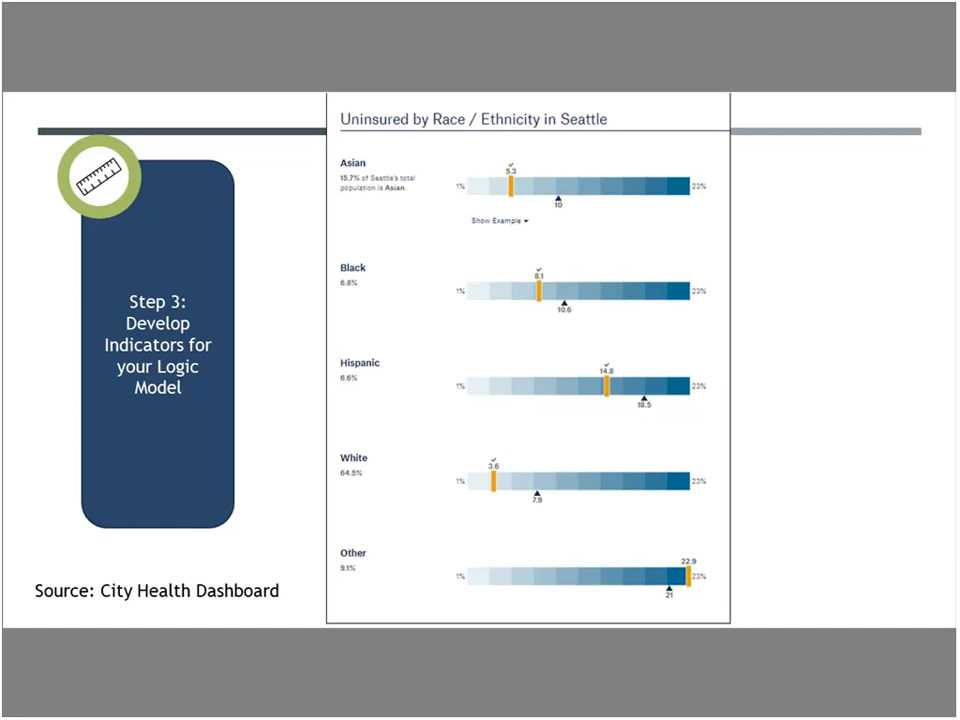 Uninsured by Race / Ethnicity in Seattle
Asian
15.7% of Seattle's total
population is Asian.
5.3
1%
23%
10
Show Example
Black
6.8%
8.1
1%
23%
10.6
Hispanic
6.6%
14.8
1%
23%
18.5
White
64.5%
3.6
1%
23%
7.9
Other
9.1%
22.9
1%
23%
21
Step 3:
Develop
Indicators for
your Logic
Model
Source: City Health Dashboard